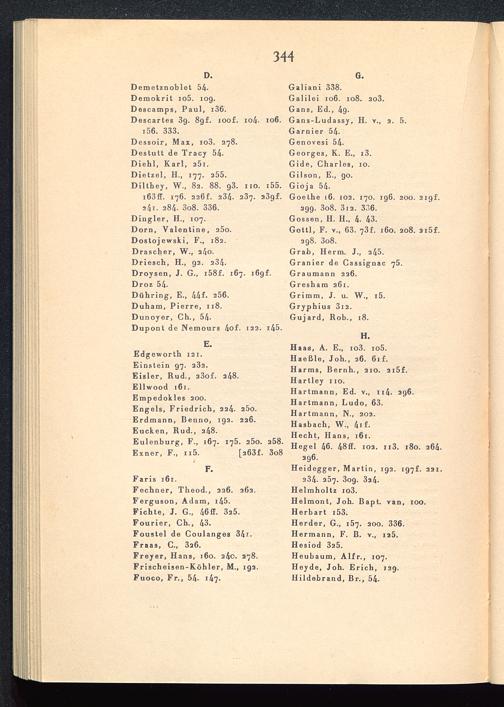 344
D.
Demetznoblet 54.
Demokrit 105. 109.
Descamps, Paul, 136.
Descartes 39. 89f. 100f. 104. 106.
156. 333.
Dessoir, Max, 103. 278.
Destutt de Tracy 54.
Diehl, Karl, 251.
Dietzel, H., 177. 255.
Dilthey, W., 82. 88. 93. 110. 155.
163ff. 176. 226f. 234. 237. 239f.
241. 284. 308. 336.
Dingler, H., 107.
Dorn, Valentine, 250.
Dostojewski, F., 182.
Drascher, W., 240.
Driesch, H., 92. 234.
Droysen, J. G., 158f. 167. 169f.
Droz 54.
Dühring, E., 44f. 256.
Duham, Pierre, 118.
Dunoyer, Ch., 54.
Dupont de Nemours 40f. 122. 145.
E.
Edgeworth 121.
Einstein 97. 232.
Eisler, Rud., 230f. 248.
Ellwood 161.
Empedokles 200.
Engels, Friedrich, 224. 250.
Erdmann, Benno, 192. 226.
Eucken, Rud., 248.
Eulenburg, F., 167. 175. 250. 258.
Exner, F., 115. [263f. 308
F.
Faris 161.
Fechner, Theod., 226. 262.
Ferguson, Adam, 145.
Fichte, J. G., 46ff. 325.
Fourier, Ch., 43.
Foustel de Coulanges 341.
Fraas, C., 326.
Freyer, Hans, 160. 240. 278.
Frischeisen-Köhler, M., 192.
Fuoco, Fr., 54. 147.
G.
Galiani 338.
Galilei 106. 108. 203.
Gans, Ed., 49.
Gans-Ludassy, H. v., 2. 5.
Garnier 54.
Genovesi 54.
Georges, K. E., 13.
Gide, Charles, 10.
Gilson, E., 90.
Gioja 54.
Goethe 16. 102. 170. 196. 200. 219f.
299. 308. 312. 336.
Gossen, H. H., 4. 43.
Gottl, F. v., 63. 73f. 160. 208. 215f.
298. 308.
Grab, Herm. J., 245.
Granier de Cassignac 75.
Graumann 226.
Gresham 261.
Grimm, J. u. W., 15.
Gryphius 312.
Gujard, Rob., 18.
H.
Haas, A. E., 103. 105.
Haeßle, Joh., 26. 61f.
Harms, Bernh., 210. 215f.
Hartley 110.
Hartmann, Ed. v., 114. 296.
Hartmann, Ludo, 63.
Hartmann, N., 202.
Hasbach, W., 41f.
Hecht, Hans, 161.
Hegel 46. 48ff. 102. 113. 180. 264.
296.
Heidegger, Martin, 192. 197f. 221.
234. 257. 309. 324.
Helmholtz 103.
Helmont, Joh. Bapt. van, 100.
Herbart 153.
Herder, G., 157. 200. 336.
Hermann, F. B. v., 125.
Hesiod 325.
Heubaum, Alfr., 107.
Heyde, Joh. Erich, 129.
Hildebrand, Br., 54.